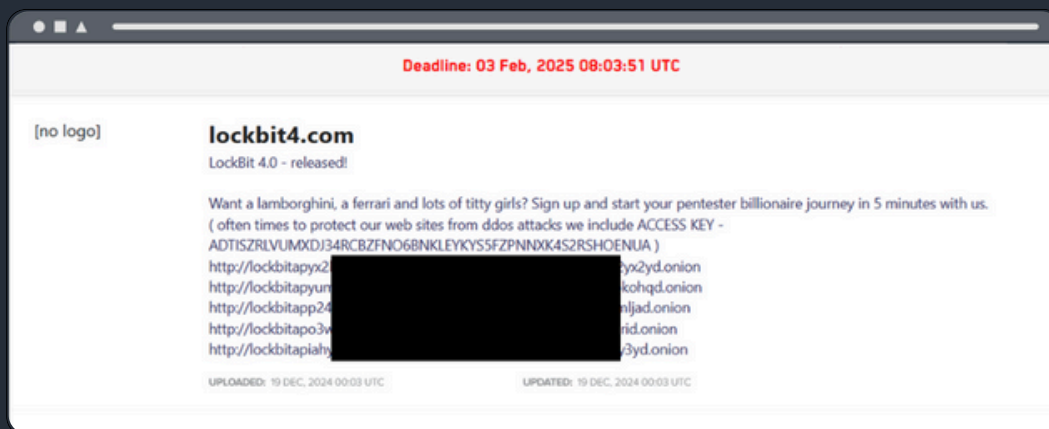 Deadline: 03 Feb, 2025 08:03:51 UTC
[no logo]
lockbit4.com
LockBit 4.0 - released!
Want a lamborghini, a ferrari and lots of titty girls? Sign up and start your pentester billionaire journey in 5 minutes with us.
( often times to protect our web sites from ddos attacks we include ACCESS KEY -
ADTISZRLVUMXDJ34RCBZFNO6BNKLEYKYS5FZPNNXK4S2RSHOENUA )
http://lockbitapyx2 yx2yd.onion
http://lockbitapyum kohqd.onion
http://lockbitapp24 nljad.onion
http://lockbitapo3w rid.onion
http://lockbitapiahy y3yd.onion
UPLOADED: 19 DEC, 2024 00:03 UTC UPDATED: 19 DEC, 2024 00:03 UTC